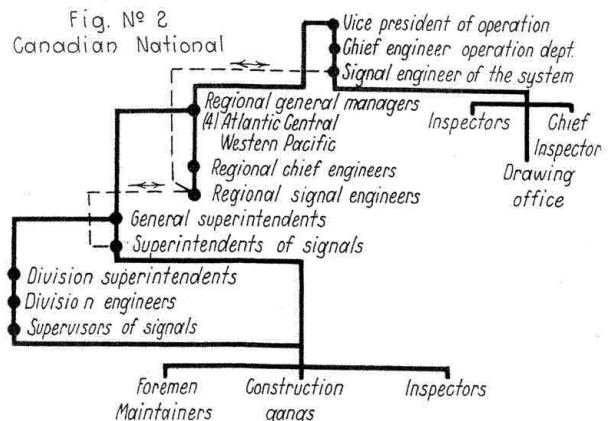 Fig. Nº 2
Canadian National
Vice president of operation
Chief engineer operation dept.
Signal engineer of the system
Regional general managers
(4) Atlantic Central
Western Pacific
Regional chief engineers
Regional signal engineers
Inspectors
Chief
Inspector
Drawing
office
General superintendents
Superintendents of signals
Division superintendents
Division engineers
Supervisors of signals
Foremen
Maintainers
Construction
gangs
Inspectors